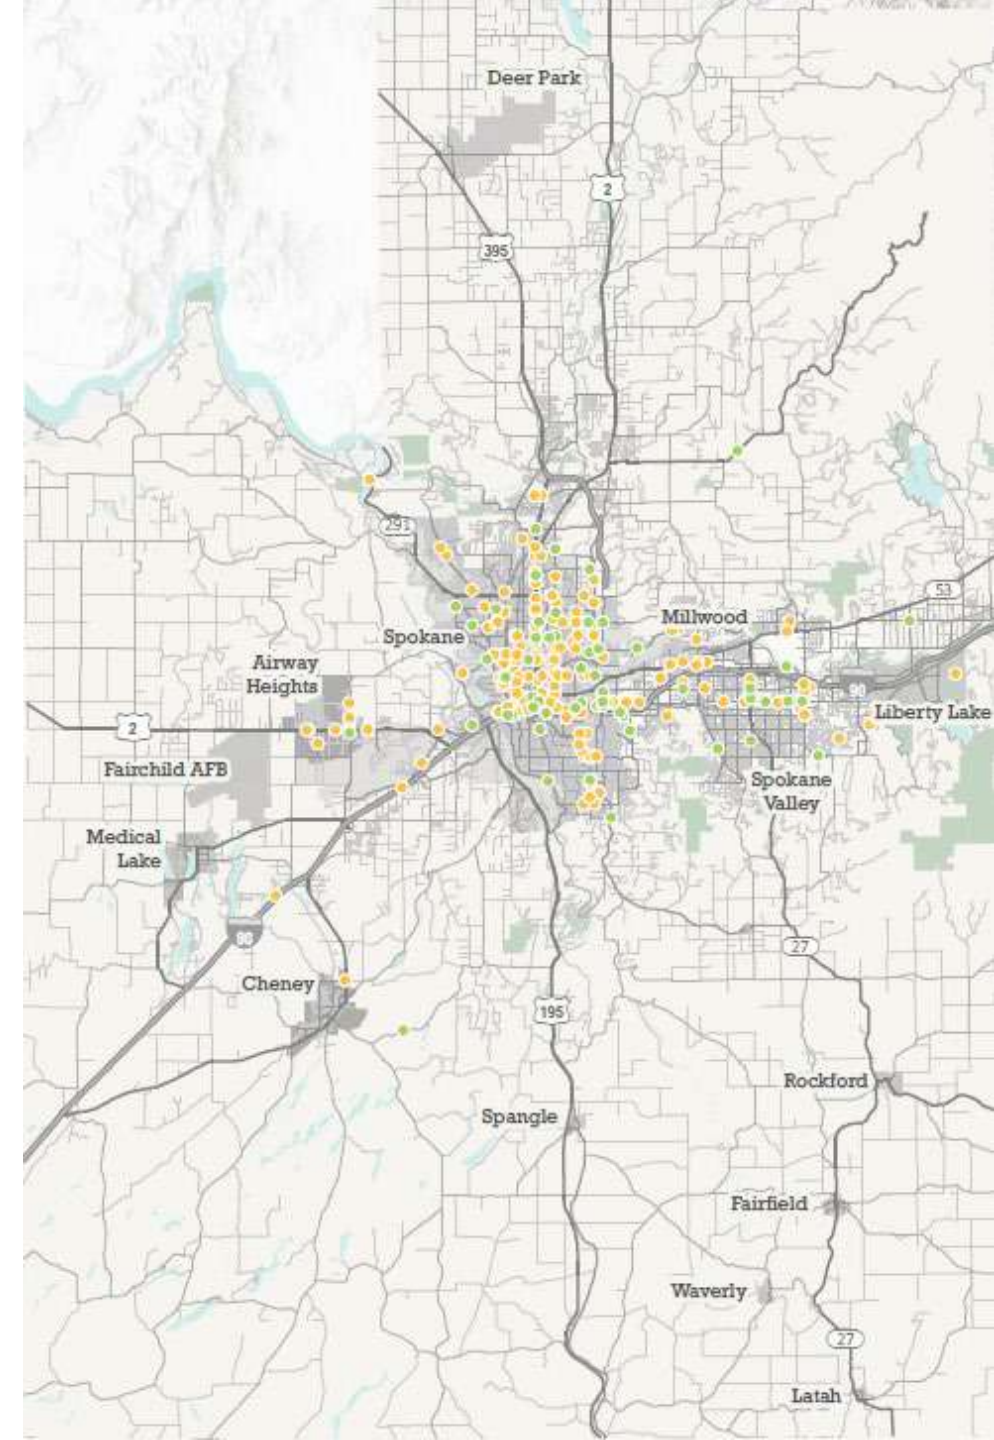 Deer Park
2
395
291
53
Millwood
Spokane
Airway
Heights
90
2
Liberty Lake
Fairchild AFB
Spokane
Valley
Medical
Lake
90
27
Cheney
195
Rockford
Spangle
Fairfield
Waverly
27
Latah